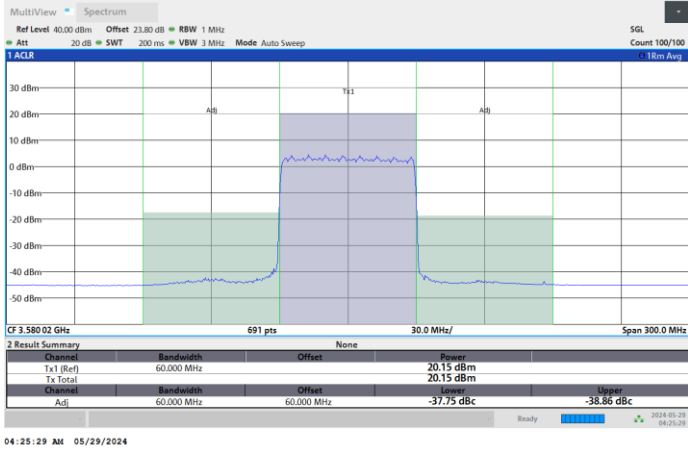 MultiView Spectrum
Ref Level 40.00 dBm Offset 23.80 dB RBW 1 MHz SGL
Att 20 dB SWT 200 ms VBW 3 MHz Mode Auto Sweep Count 100/100
1 ACLR 1Rm Avg
Tx1
30 dBm
Adj Adj
20 dBm
10 dBm
0 dBm
-10 dBm
-20 dBm
-30 dBm
-40 dBm
-50 dBm
CF 3.58002 GHz 691 pts 30.0 MHz/ Span 300.0 MHz
2 Result Summary None
Channel Bandwidth Offset Power
Tx1 (Ref) 60.000 MHz 20.15 dBm
Tx Total 20.15 dBm
Channel Bandwidth Offset Lower Upper
Adj 60.000 MHz 60.000 MHz -37.75 dBc -38.86 dBc
Ready 2024-05-29
04:25:29
04:25:29 AM 05/29/2024